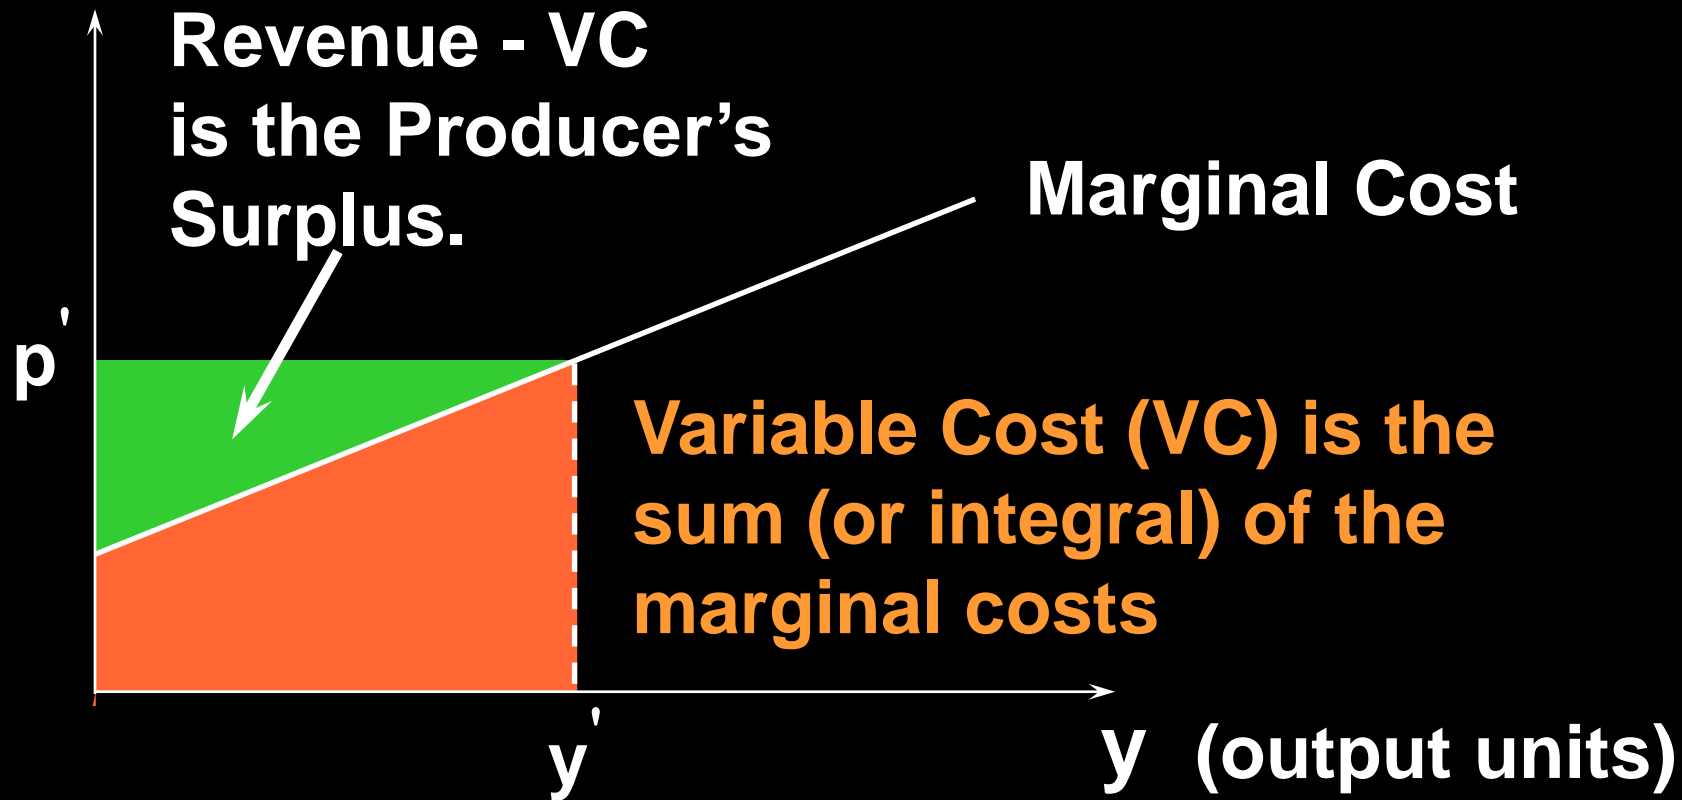 Revenue - VC
is the Producer’s
Surplus.
Marginal Cost
p'
Variable Cost (VC) is the
sum (or integral) of the
marginal costs
y'
y (output units)